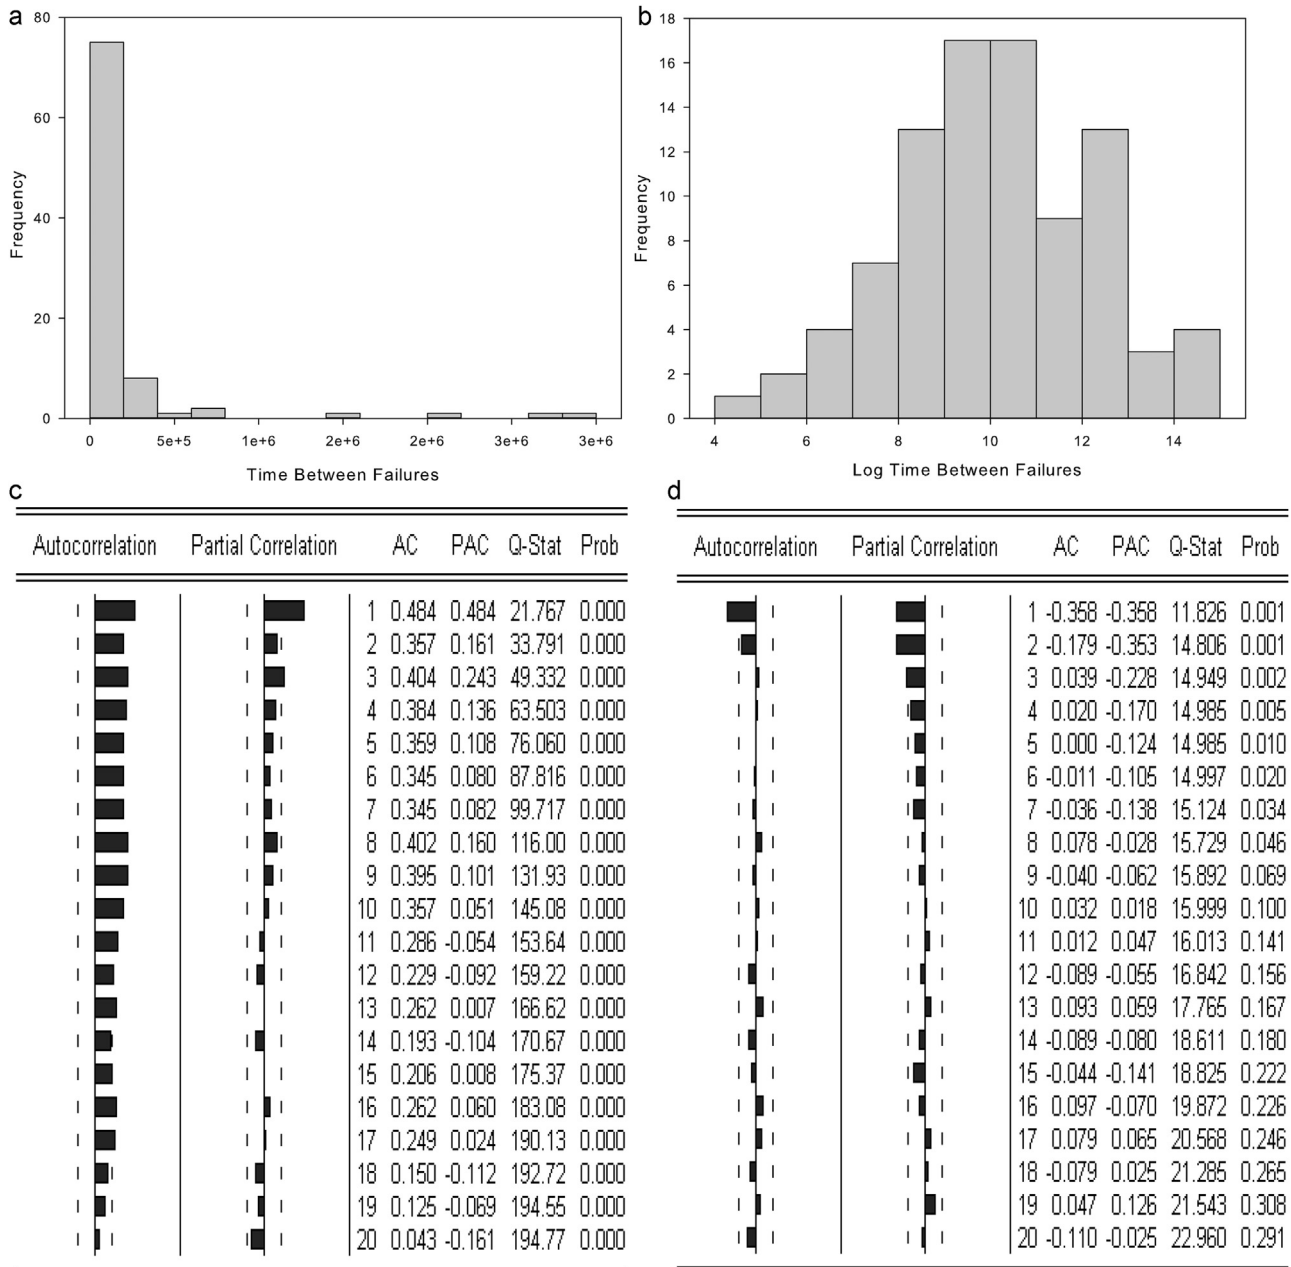 a
80
60
40
20
0
Frequency
0 5e+5 1e+6 2e+6 2e+6 3e+6 3e+6
Time Between Failures
b
18
16
14
12
10
8
6
4
2
0
Frequency
4 6 8 10 12 14
Log Time Between Failures
c
Autocorrelation Partial Correlation AC PAC Q-Stat Prob
1 0.484 0.484 21.767 0.000
2 0.357 0.161 33.791 0.000
3 0.404 0.243 49.332 0.000
4 0.384 0.136 63.503 0.000
5 0.359 0.108 76.060 0.000
6 0.345 0.080 87.816 0.000
7 0.345 0.082 99.717 0.000
8 0.402 0.160 116.00 0.000
9 0.395 0.101 131.93 0.000
10 0.357 0.051 145.08 0.000
11 0.286 -0.054 153.64 0.000
12 0.229 -0.092 159.22 0.000
13 0.262 0.007 166.62 0.000
14 0.193 -0.104 170.67 0.000
15 0.206 0.008 175.37 0.000
16 0.262 0.060 183.08 0.000
17 0.249 0.024 190.13 0.000
18 0.150 -0.112 192.72 0.000
19 0.125 -0.069 194.55 0.000
20 0.043 -0.161 194.77 0.000
d
Autocorrelation Partial Correlation AC PAC Q-Stat Prob
1 -0.358 -0.358 11.826 0.001
2 -0.179 -0.353 14.806 0.001
3 0.039 -0.228 14.949 0.002
4 0.020 -0.170 14.985 0.005
5 0.000 -0.124 14.985 0.010
6 -0.011 -0.105 14.997 0.020
7 -0.036 -0.138 15.124 0.034
8 0.078 -0.028 15.729 0.046
9 -0.040 -0.062 15.892 0.069
10 0.032 0.018 15.999 0.100
11 0.012 0.047 16.013 0.141
12 -0.089 -0.055 16.842 0.156
13 0.093 0.059 17.765 0.167
14 -0.089 -0.080 18.611 0.180
15 -0.044 -0.141 18.825 0.222
16 0.097 -0.070 19.872 0.226
17 0.079 0.065 20.568 0.246
18 -0.079 0.025 21.285 0.265
19 0.047 0.126 21.543 0.308
20 -0.110 -0.025 22.960 0.291